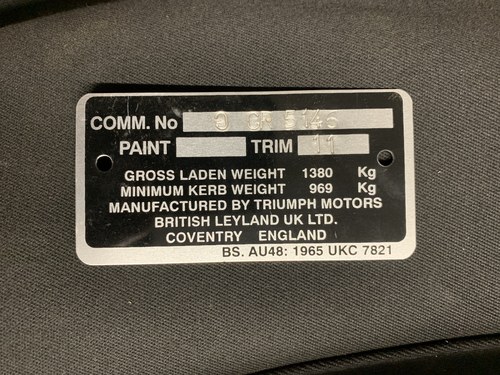 COMM. No
PAINT TRIM 11
GROSS LADEN WEIGHT 1380 Kg
MINIMUM KERB WEIGHT 969 Kg
MANUFACTURED BY TRIUMPH MOTORS
BRITISH LEYLAND UK LTD.
COVENTRY ENGLAND
BS. AU48: 1965 UKC 7821